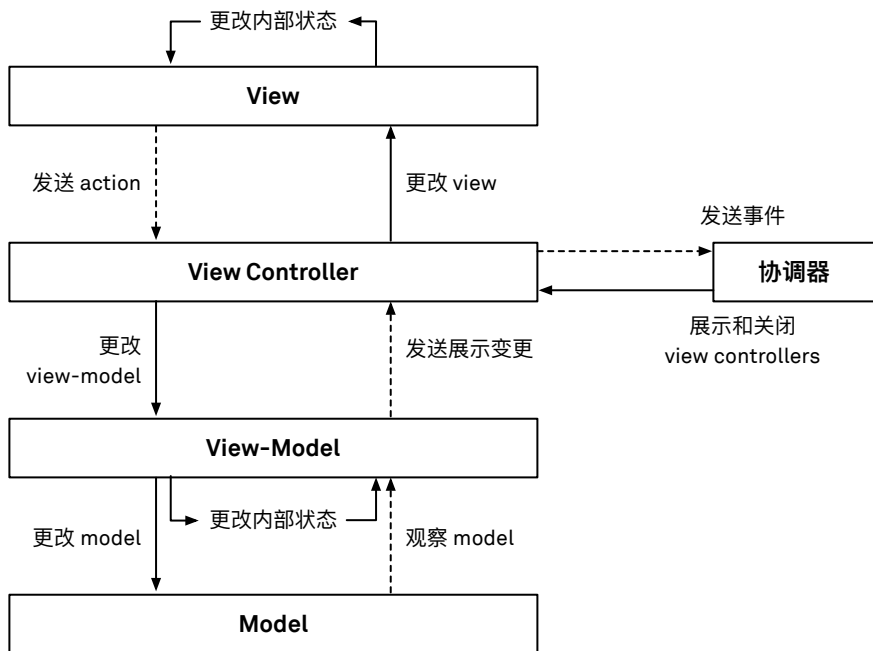 更改内部状态
View
发送 action
更改 view
发送事件
View Controller
协调器
更改
view-model
发送展示变更
展示和关闭
view controllers
View-Model
更改内部状态
更改 model
观察 model
Model